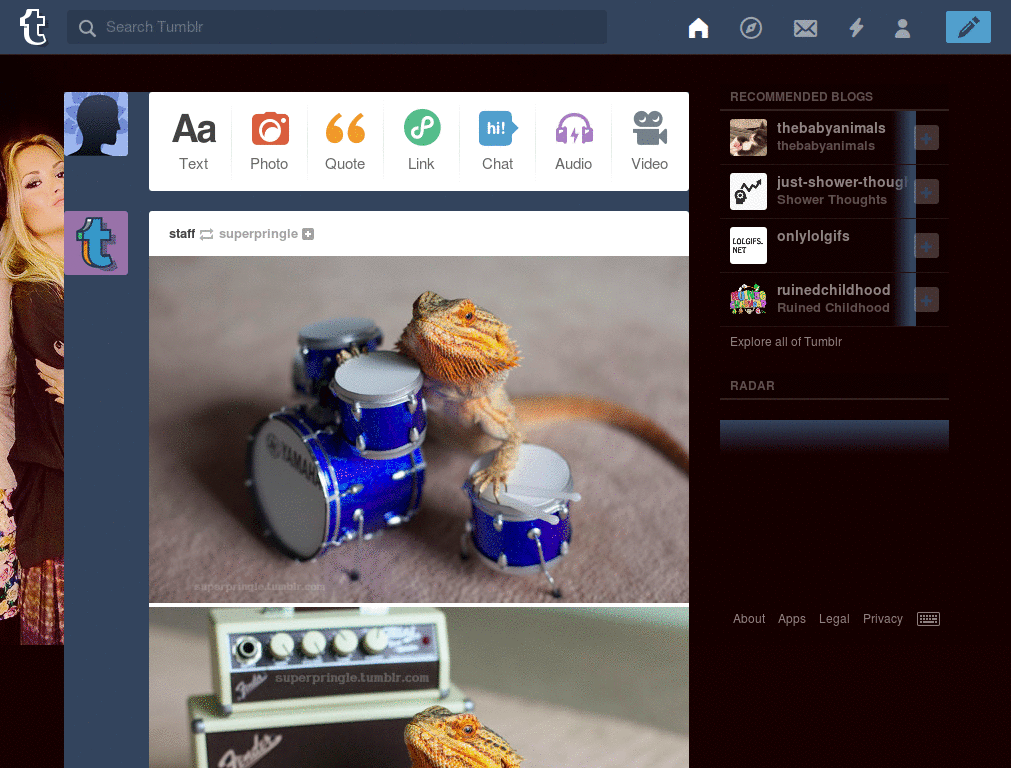 t
Search Tumblr
Aa
hi!
Text
Photo
Quote
Link
Chat
Audio
Video
t
staff superpringle
YAMAHA
superpringle.tumblr.com
superpringle.tumblr.com
Fender
Fender
RECOMMENDED BLOGS
thebabyanimals
thebabyanimals
just-shower-thougl
Shower Thoughts
LOLGIFS.
NET
onlylolgifs
ruinedchildhood
Ruined Childhood
Explore all of Tumblr
RADAR
About Apps Legal Privacy